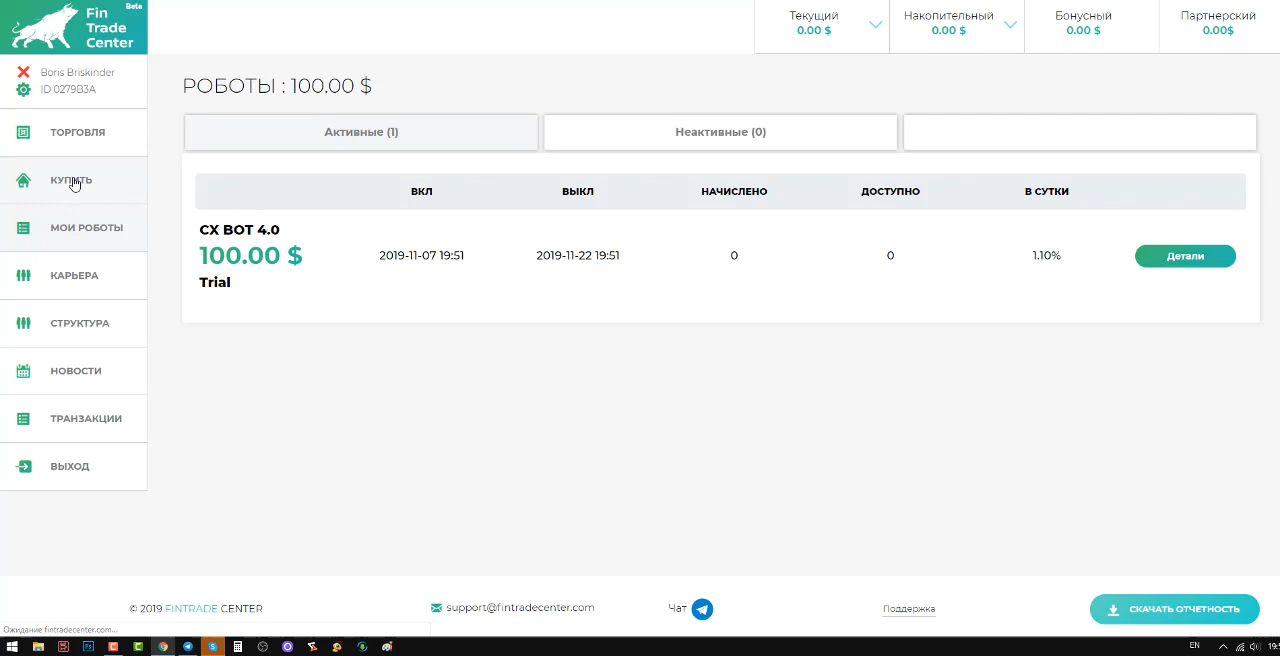 Fin
Trade
Center
Beta
Текущий
0.00 $
Накопительный
0.00 $
Бонусный
0.00 $
Партнерский
0.00$
Boris Briskinder
ID 0279B3A
ТОРГОВЛЯ
КУПИТЬ
МОИ РОБОТЫ
КАРЬЕРА
СТРУКТУРА
НОВОСТИ
ТРАНЗАКЦИИ
ВЫХОД
РОБОТЫ : 100.00 $
Активные (1)
Неактивные (0)
ВКЛ ВЫКЛ НАЧИСЛЕНО ДОСТУПНО В СУТКИ
CX BOT 4.0
100.00 $ 2019-11-07 19:51 2019-11-22 19:51 0 0 1.10% Детали
Trial
© 2019 FINTRADE CENTER
support@fintradecenter.com
Чат
Поддержка
СКАЧАТЬ ОТЧЕТНОСТЬ
Ожидание fintradecenter.com...
EN